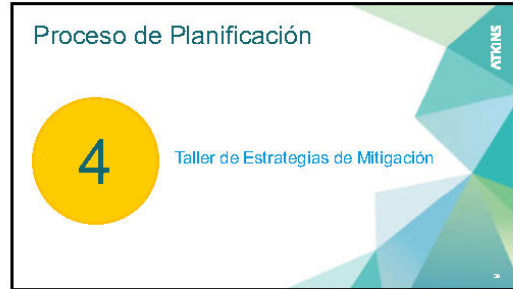 Proceso de Planificación
ATKINS
4
Taller de Estrategias de Mitigación